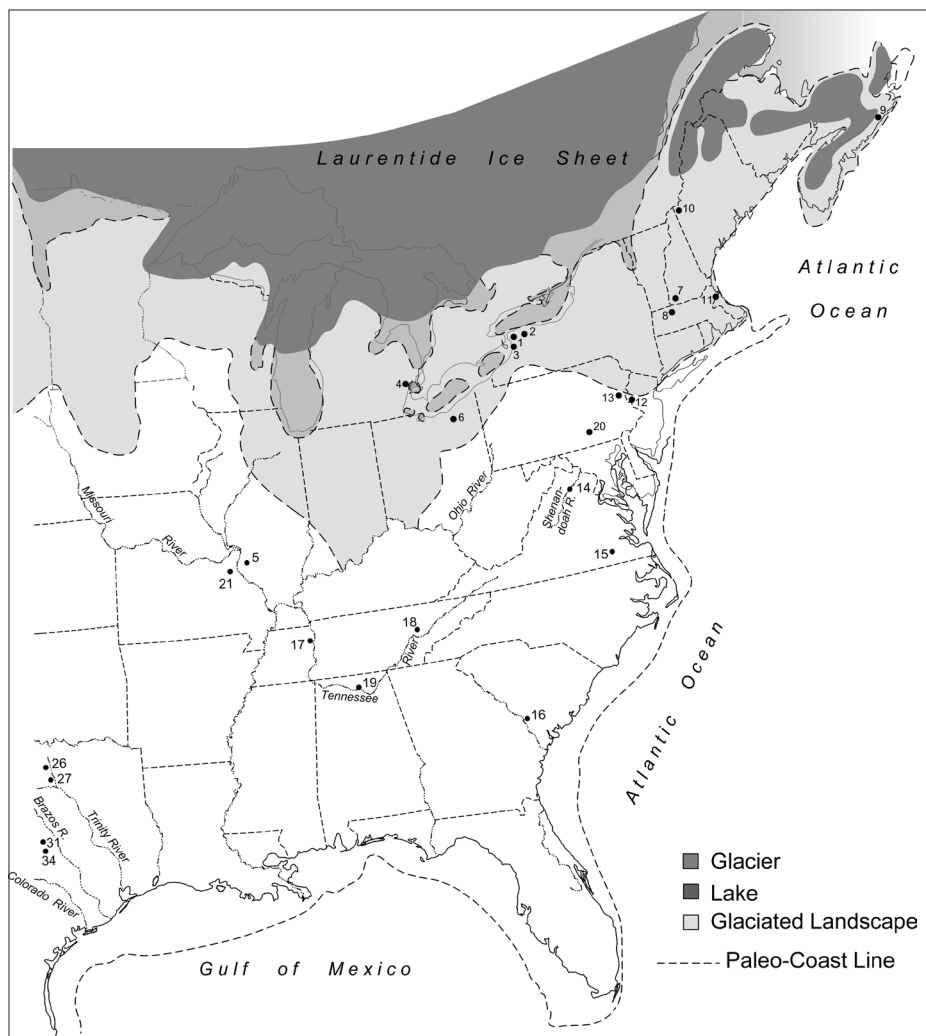 Laurentide Ice Sheet
9
10
Atlantic
Ocean
7
11
8
2
1
3
4
13
12
6
20
Ohio River
14
Shenan-
doah R.
Missouri
River
5
15
21
18
17
River
19
Tennessee
16
Atlantic Ocean
26
27
Brazos R.
Trinity River
31
34
Colorado River
Glacier
Lake
Glaciated Landscape
Paleo-Coast Line
Gulf of Mexico